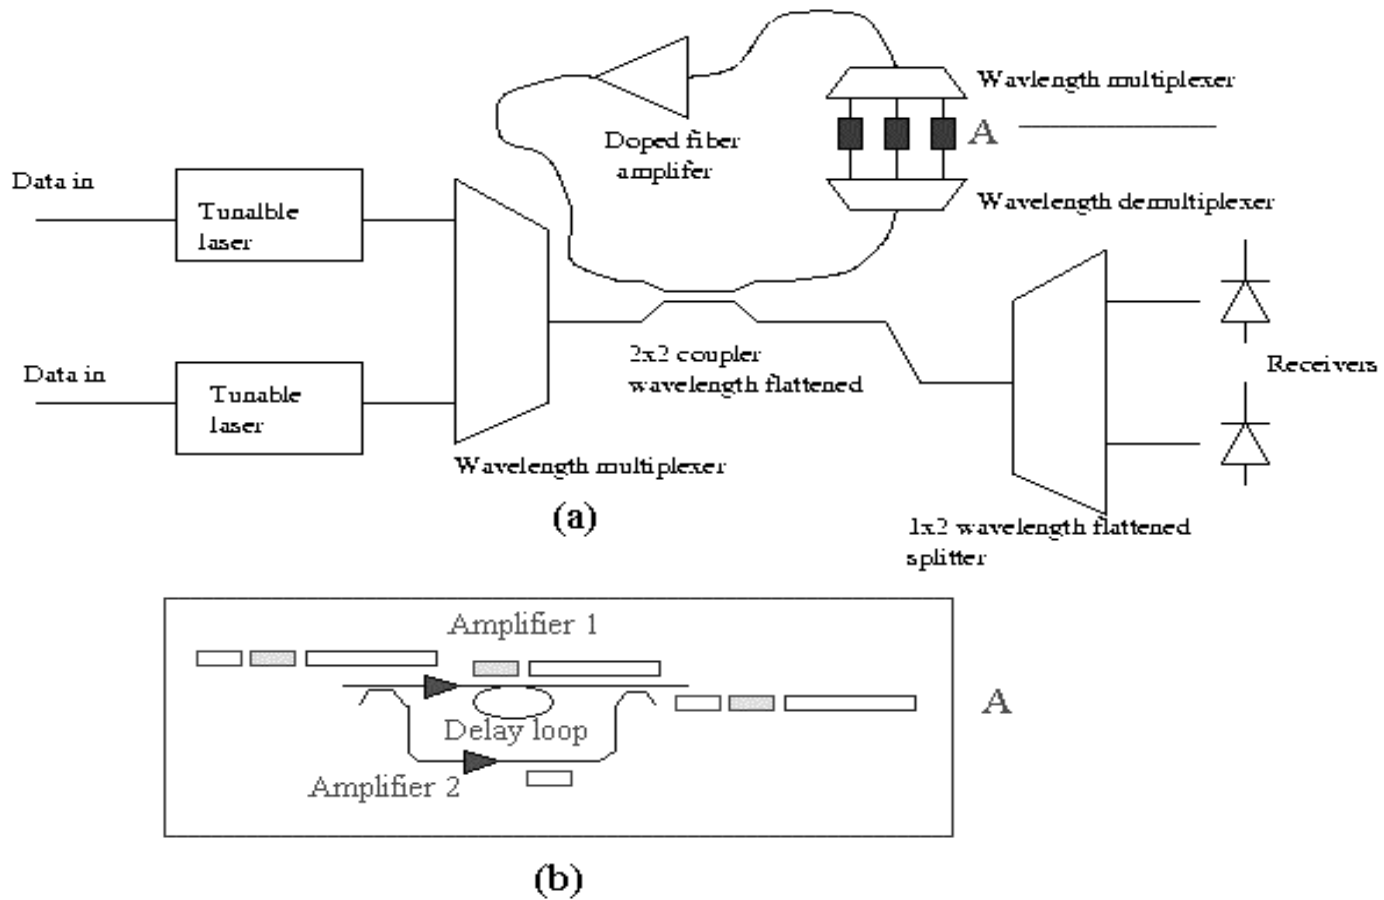 Wavlength multiplexer
A
Doped fiber
amplifer
Data in
Tunalble
laser
Wavelength demultiplexer
2x2 coupler
wavelength flattened
Receivers
Data in
Tunable
laser
Wavelength multiplexer
(a)
1x2 wavelength flattened
splitter
Amplifier 1
A
Delay loop
Amplifier 2
(b)